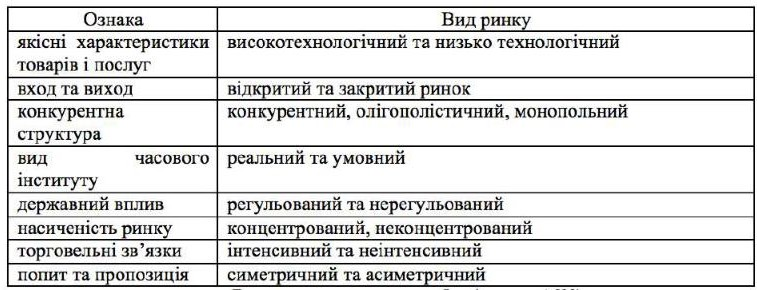 Ознака Вид ринку
якісні характеристики високотехнологічний та низько технологічний
товарів і послуг
вход та виход відкритий та закритий ринок
конкурентна конкурентний, олігополістичний, монопольний
структура
вид часового реальний та умовний
інституту
державний вплив регульований та нерегульований
насиченість ринку концентрований, неконцентрований
торговельні зв’язки інтенсивний та неінтенсивний
попит та пропозиція симетричний та асиметричний